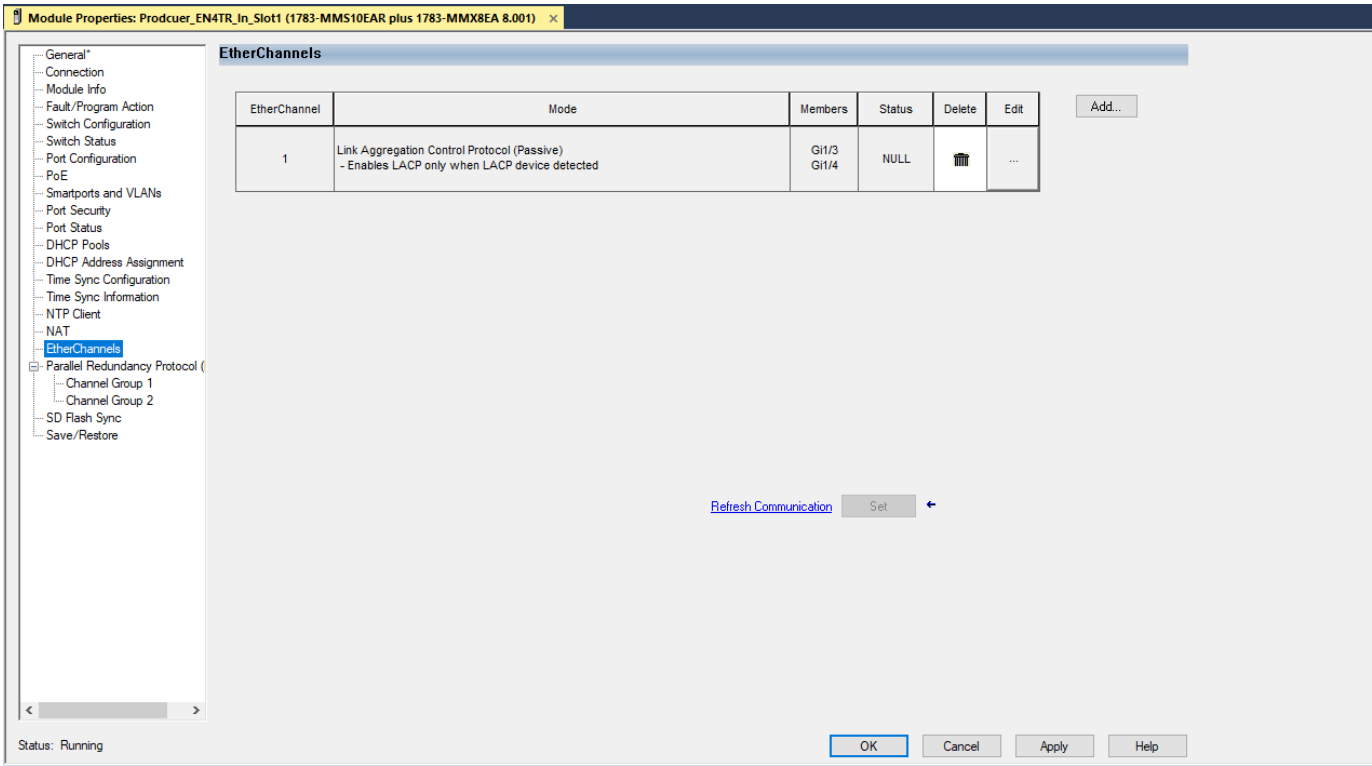 Module Properties: Prodcuer_EN4TR_In_Slot1 (1783-MMS10EAR plus 1783-MMX8EA 8.001) ×
General*
Connection
Module Info
Fault/Program Action
Switch Configuration
Switch Status
Port Configuration
PoE
Smartports and VLANs
Port Security
Port Status
DHCP Pools
DHCP Address Assignment
Time Sync Configuration
Time Sync Information
NTP Client
NAT
EtherChannels
Parallel Redundancy Protocol (
Channel Group 1
Channel Group 2
SD Flash Sync
Save/Restore
EtherChannels
EtherChannel Mode Members Status Delete Edit
Add...
1
Link Aggregation Control Protocol (Passive)
- Enables LACP only when LACP device detected
Gi1/3
Gi1/4
NULL
...
Refresh Communication Set
Status: Running
OK Cancel Apply Help